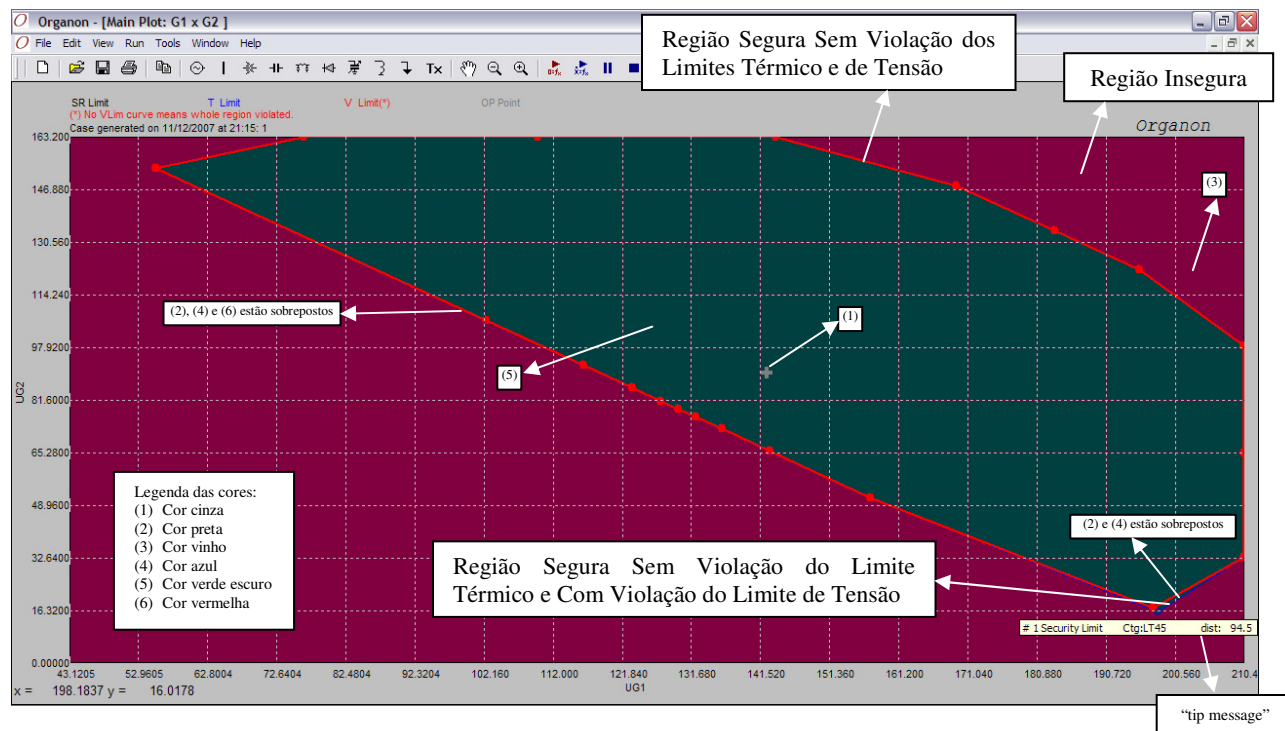 Organon - [Main Plot: G1 x G2 ]
File Edit View Run Tools Window Help
Tx
Região Segura Sem Violação dos
Limites Térmico e de Tensão
Região Insegura
SR Limit T Limit V Limit(*) OP Point
(*) No VLim curve means whole region violated.
Case generated on 11/12/2007 at 21:15: 1
Organon
163.200
146.880
130.560
114.240
97.9200
81.6000
65.2800
48.9600
32.6400
16.3200
0.00000
UG2
(3)
(2), (4) e (6) estão sobrepostos
(1)
(5)
Legenda das cores:
(1) Cor cinza
(2) Cor preta
(3) Cor vinho
(4) Cor azul
(5) Cor verde escuro
(6) Cor vermelha
(2) e (4) estão sobrepostos
Região Segura Sem Violação do Limite
Térmico e Com Violação do Limite de Tensão
# 1 Security Limit Ctg:LT45 dist: 94.5
43.1205 52.9605 62.8004 72.6404 82.4804 92.3204 102.160 112.000 121.840 131.680 141.520 151.360 161.200 171.040 180.880 190.720 200.560 210.4
UG1
x = 198.1837 y = 16.0178
“tip message”